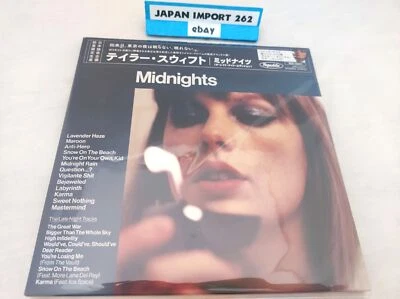 JAPAN IMPORT 262
ebay
テイラー・スウィフト
ミッドナイツ
Republic
Midnights
Lavender Haze
Maroon
Anti-Hero
Snow On The Beach
You're On Your Own, Kid
Midnight Rain
Question...?
Vigilante Shit
Bejeweled
Labyrinth
Karma
Sweet Nothing
Mastermind
The Late Night Tracks
The Great War
Bigger Than The Whole Sky
High Infidelity
Would've, Could've, Should've
Dear Reader
You're Losing Me
(From The Vault)
Snow On The Beach
(Feat. More Lana Del Rey)
Karma (Feat. Ice Spice)